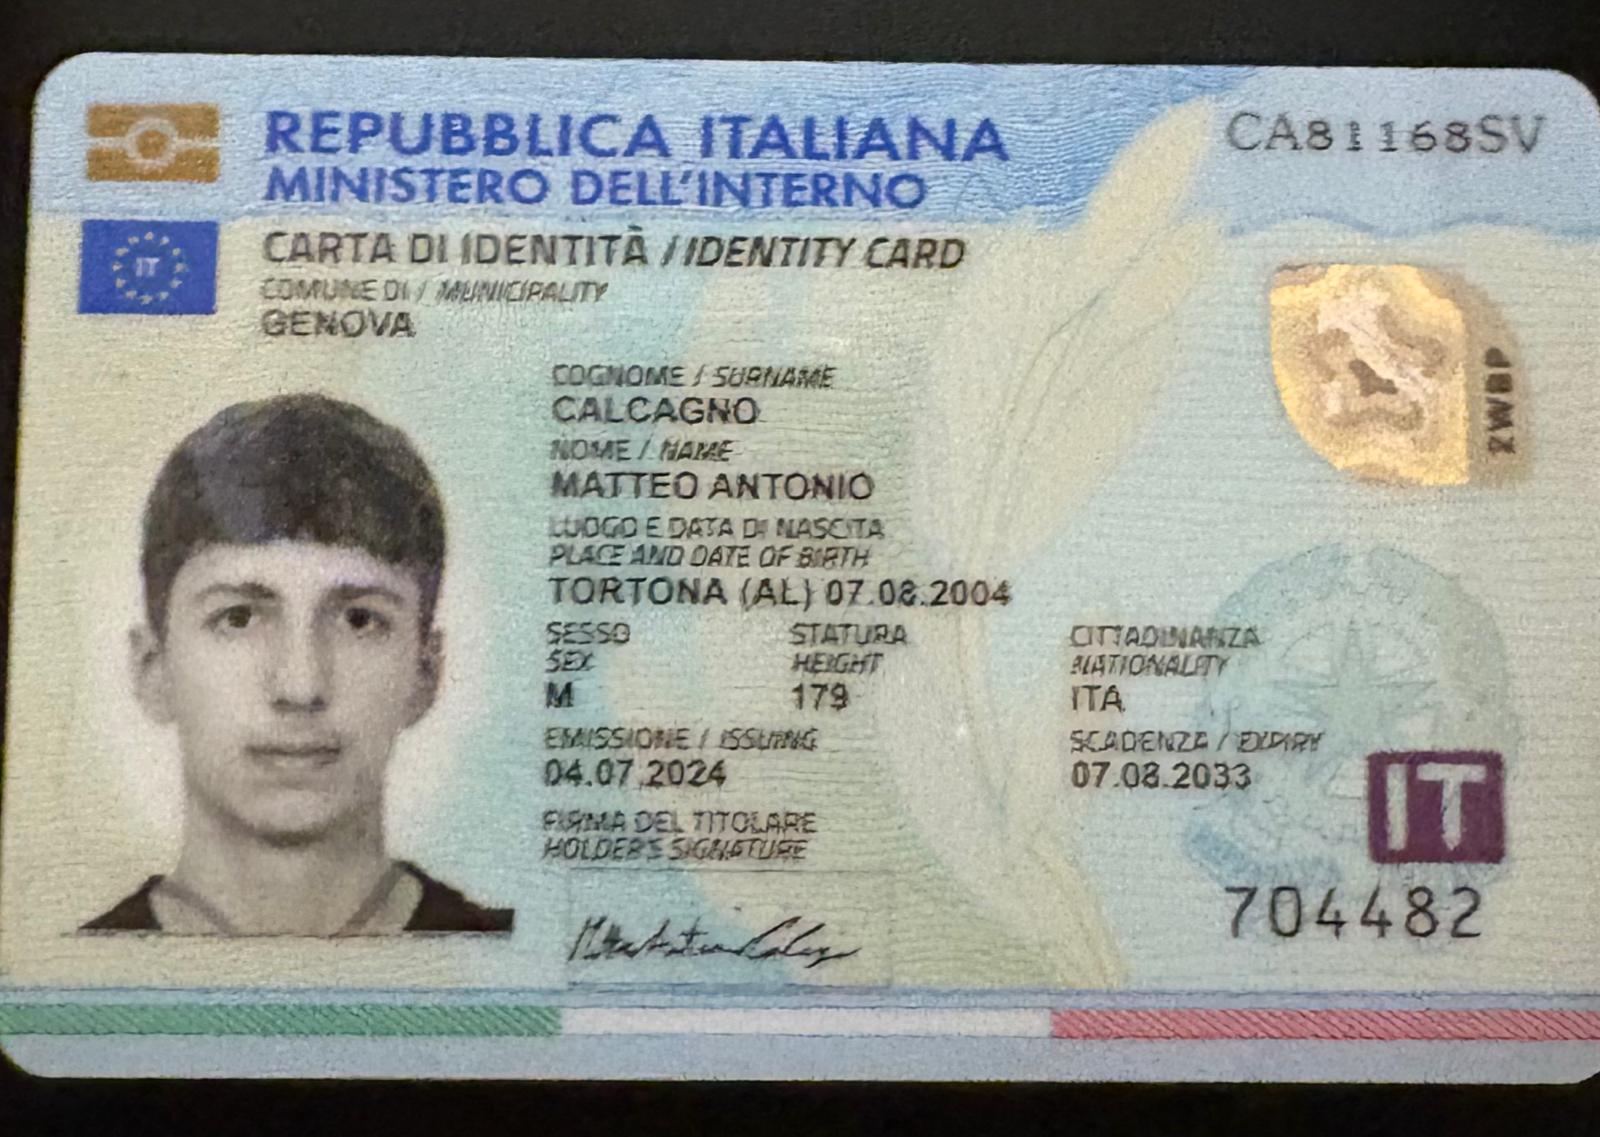 REPUBBLICA ITALIANA
CA81168SV
MINISTERO DELL'INTERNO
IT
CARTA DI IDENTITÀ / IDENTITY CARD
COMUNE DI / MUNICIPALITY
GENOVA
COGNOME / SURNAME
CALCAGNO
NOME / NAME
MATTEO ANTONIO
LUOGO E DATA DI NASCITA
PLACE AND DATE OF BIRTH
TORTONA (AL) 07.08.2004
SESSO STATURA CITTADINANZA
SEX HEIGHT NATIONALITY
M 179 ITA
EMISSIONE / ISSUING SCADENZA / EXPIRY
04.07.2024 07.08.2033
FIRMA DEL TITOLARE
HOLDER'S SIGNATURE
IT
704482